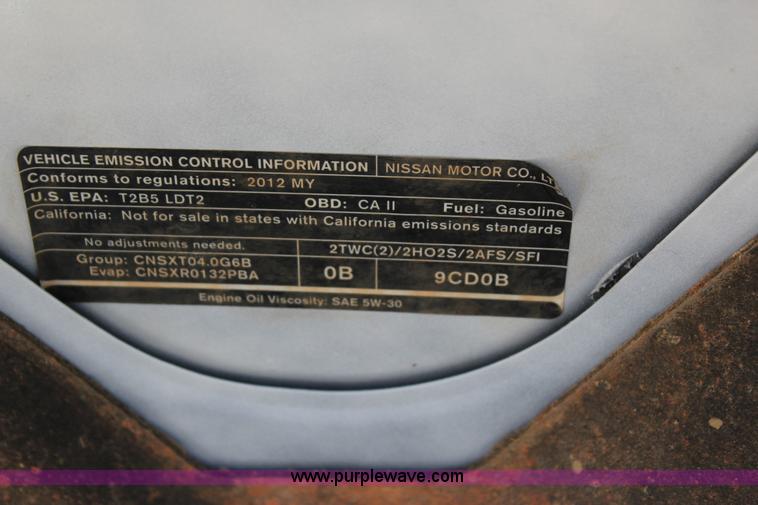 VEHICLE EMISSION CONTROL INFORMATION NISSAN MOTOR CO.,
Conforms to regulations: 2012 MY
U.S. EPA: T2B5 LDT2 OBD: CA II Fuel: Gasoline
California: Not for sale in states with California emissions standards
No adjustments needed. 2TWC(2)/2HO2S/2AFS/SFI
Group: CNSXT04.0G6B
Evap: CNSXR0132PBA 0B 9CD0B
Engine Oil Viscosity: SAE 5W-30
www.purplewave.com